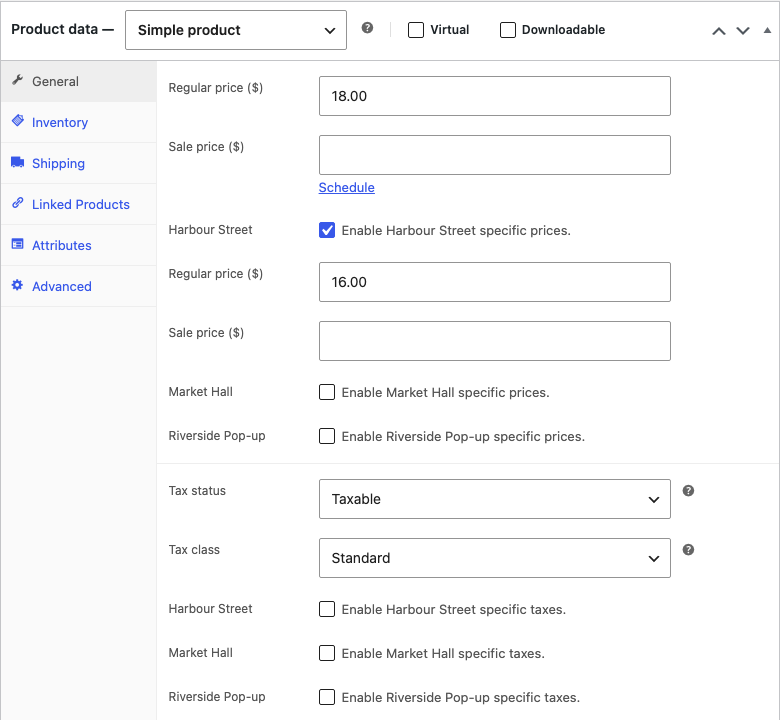 Product data — Simple product Virtual Downloadable
General
Inventory
Shipping
Linked Products
Attributes
Advanced
Regular price ($) 18.00
Sale price ($)
Schedule
Harbour Street Enable Harbour Street specific prices.
Regular price ($) 16.00
Sale price ($)
Market Hall Enable Market Hall specific prices.
Riverside Pop-up Enable Riverside Pop-up specific prices.
Tax status Taxable
Tax class Standard
Harbour Street Enable Harbour Street specific taxes.
Market Hall Enable Market Hall specific taxes.
Riverside Pop-up Enable Riverside Pop-up specific taxes.